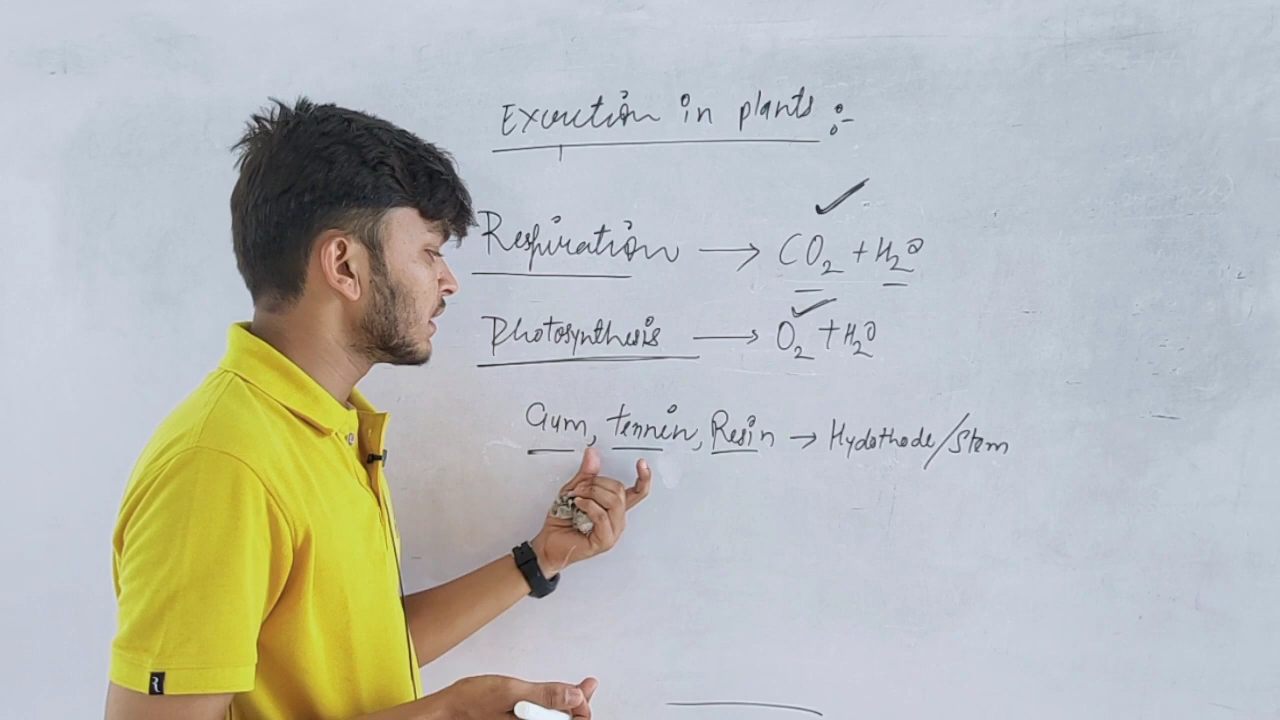 Excretion in plants :-
Respiration → CO₂ + H₂O
Photosynthesis → O₂ + H₂O
Gum, tennin, Resin → Hydathode/Stem